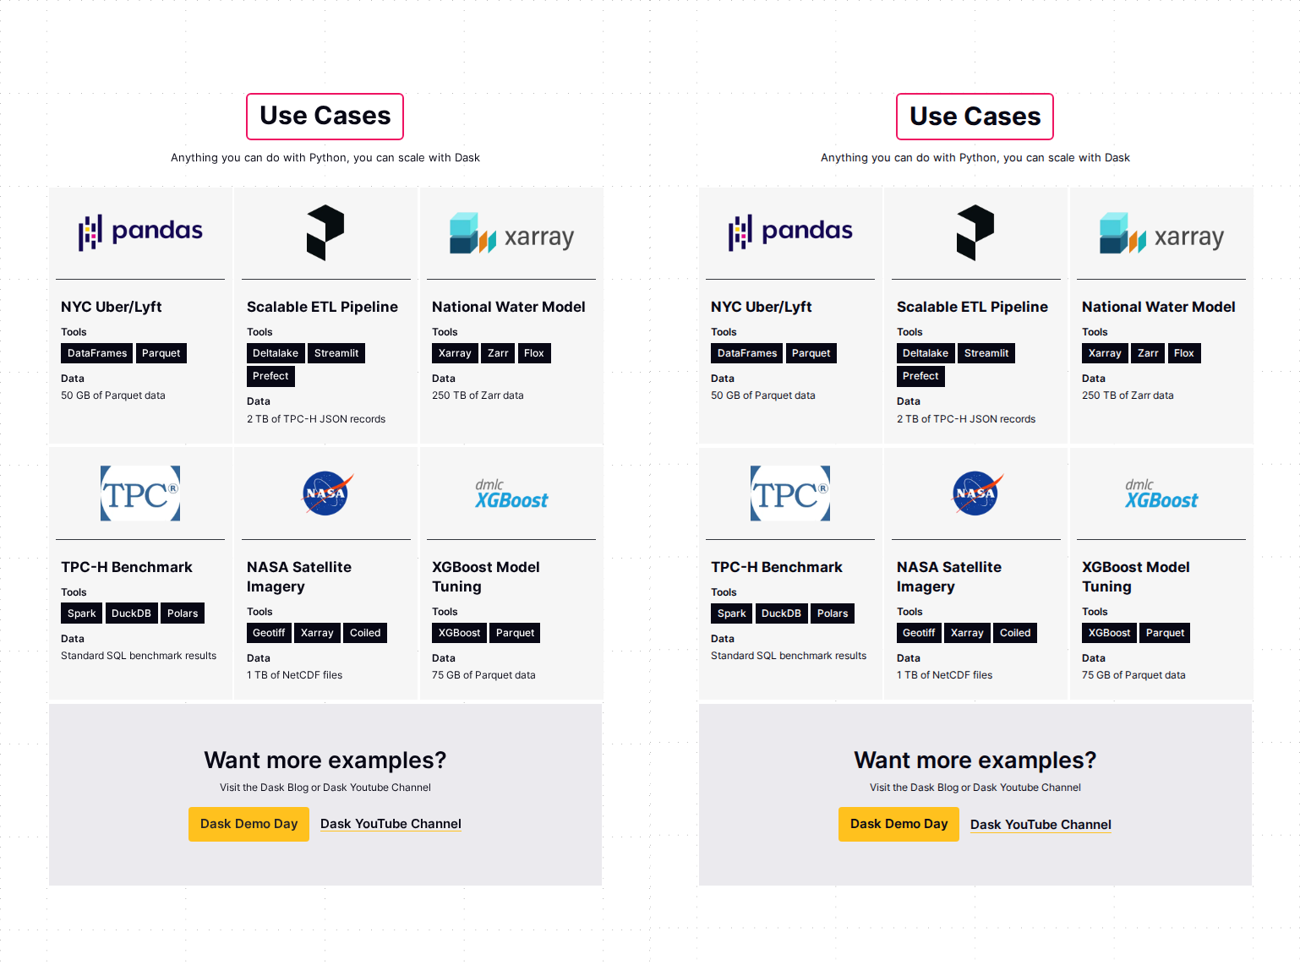 Use Cases
Anything you can do with Python, you can scale with Dask
pandas
xarray
NYC Uber/Lyft
Tools
DataFrames Parquet
Data
50 GB of Parquet data
Scalable ETL Pipeline
Tools
Deltalake Streamlit
Prefect
Data
2 TB of TPC-H JSON records
National Water Model
Tools
Xarray Zarr Flox
Data
250 TB of Zarr data
TPC®
NASA
dmlc
XGBoost
TPC-H Benchmark
Tools
Spark DuckDB Polars
Data
Standard SQL benchmark results
NASA Satellite
Imagery
Tools
Geotiff Xarray Coiled
Data
1 TB of NetCDF files
XGBoost Model
Tuning
Tools
XGBoost Parquet
Data
75 GB of Parquet data
Want more examples?
Visit the Dask Blog or Dask Youtube Channel
Dask Demo Day Dask YouTube Channel
Use Cases
Anything you can do with Python, you can scale with Dask
pandas
xarray
NYC Uber/Lyft
Tools
DataFrames Parquet
Data
50 GB of Parquet data
Scalable ETL Pipeline
Tools
Deltalake Streamlit
Prefect
Data
2 TB of TPC-H JSON records
National Water Model
Tools
Xarray Zarr Flox
Data
250 TB of Zarr data
TPC®
NASA
dmlc
XGBoost
TPC-H Benchmark
Tools
Spark DuckDB Polars
Data
Standard SQL benchmark results
NASA Satellite
Imagery
Tools
Geotiff Xarray Coiled
Data
1 TB of NetCDF files
XGBoost Model
Tuning
Tools
XGBoost Parquet
Data
75 GB of Parquet data
Want more examples?
Visit the Dask Blog or Dask Youtube Channel
Dask Demo Day Dask YouTube Channel